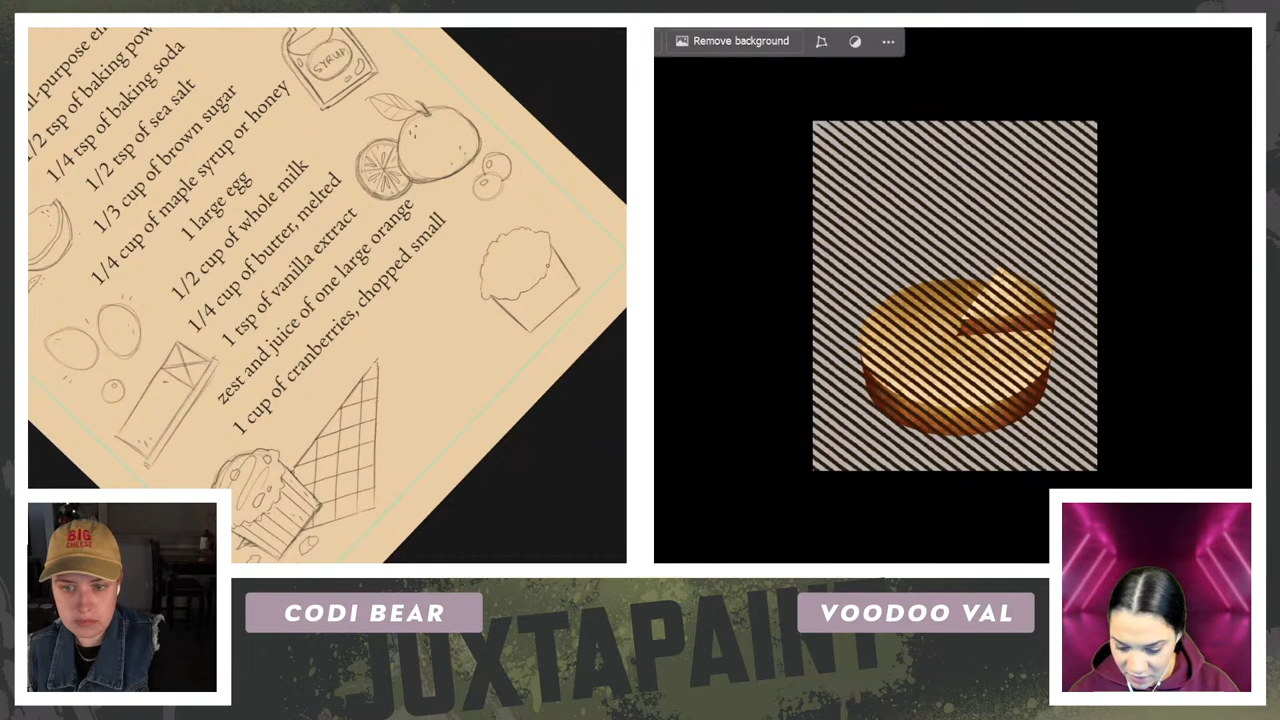 all-purpose
1/2 tsp of baking
1/4 tsp of baking soda
1/2 tsp of sea salt
1/3 cup of brown sugar
1/4 cup of maple syrup or honey
1 large egg
1/2 cup of whole milk
1/4 cup of butter, melted
1 tsp of vanilla extract
zest and juice of one large orange
1 cup of cranberries, chopped small
SYRUP
Remove background
BIG
CHEESE
CODI BEAR
VOODOO VAL
JUXTAPAINT